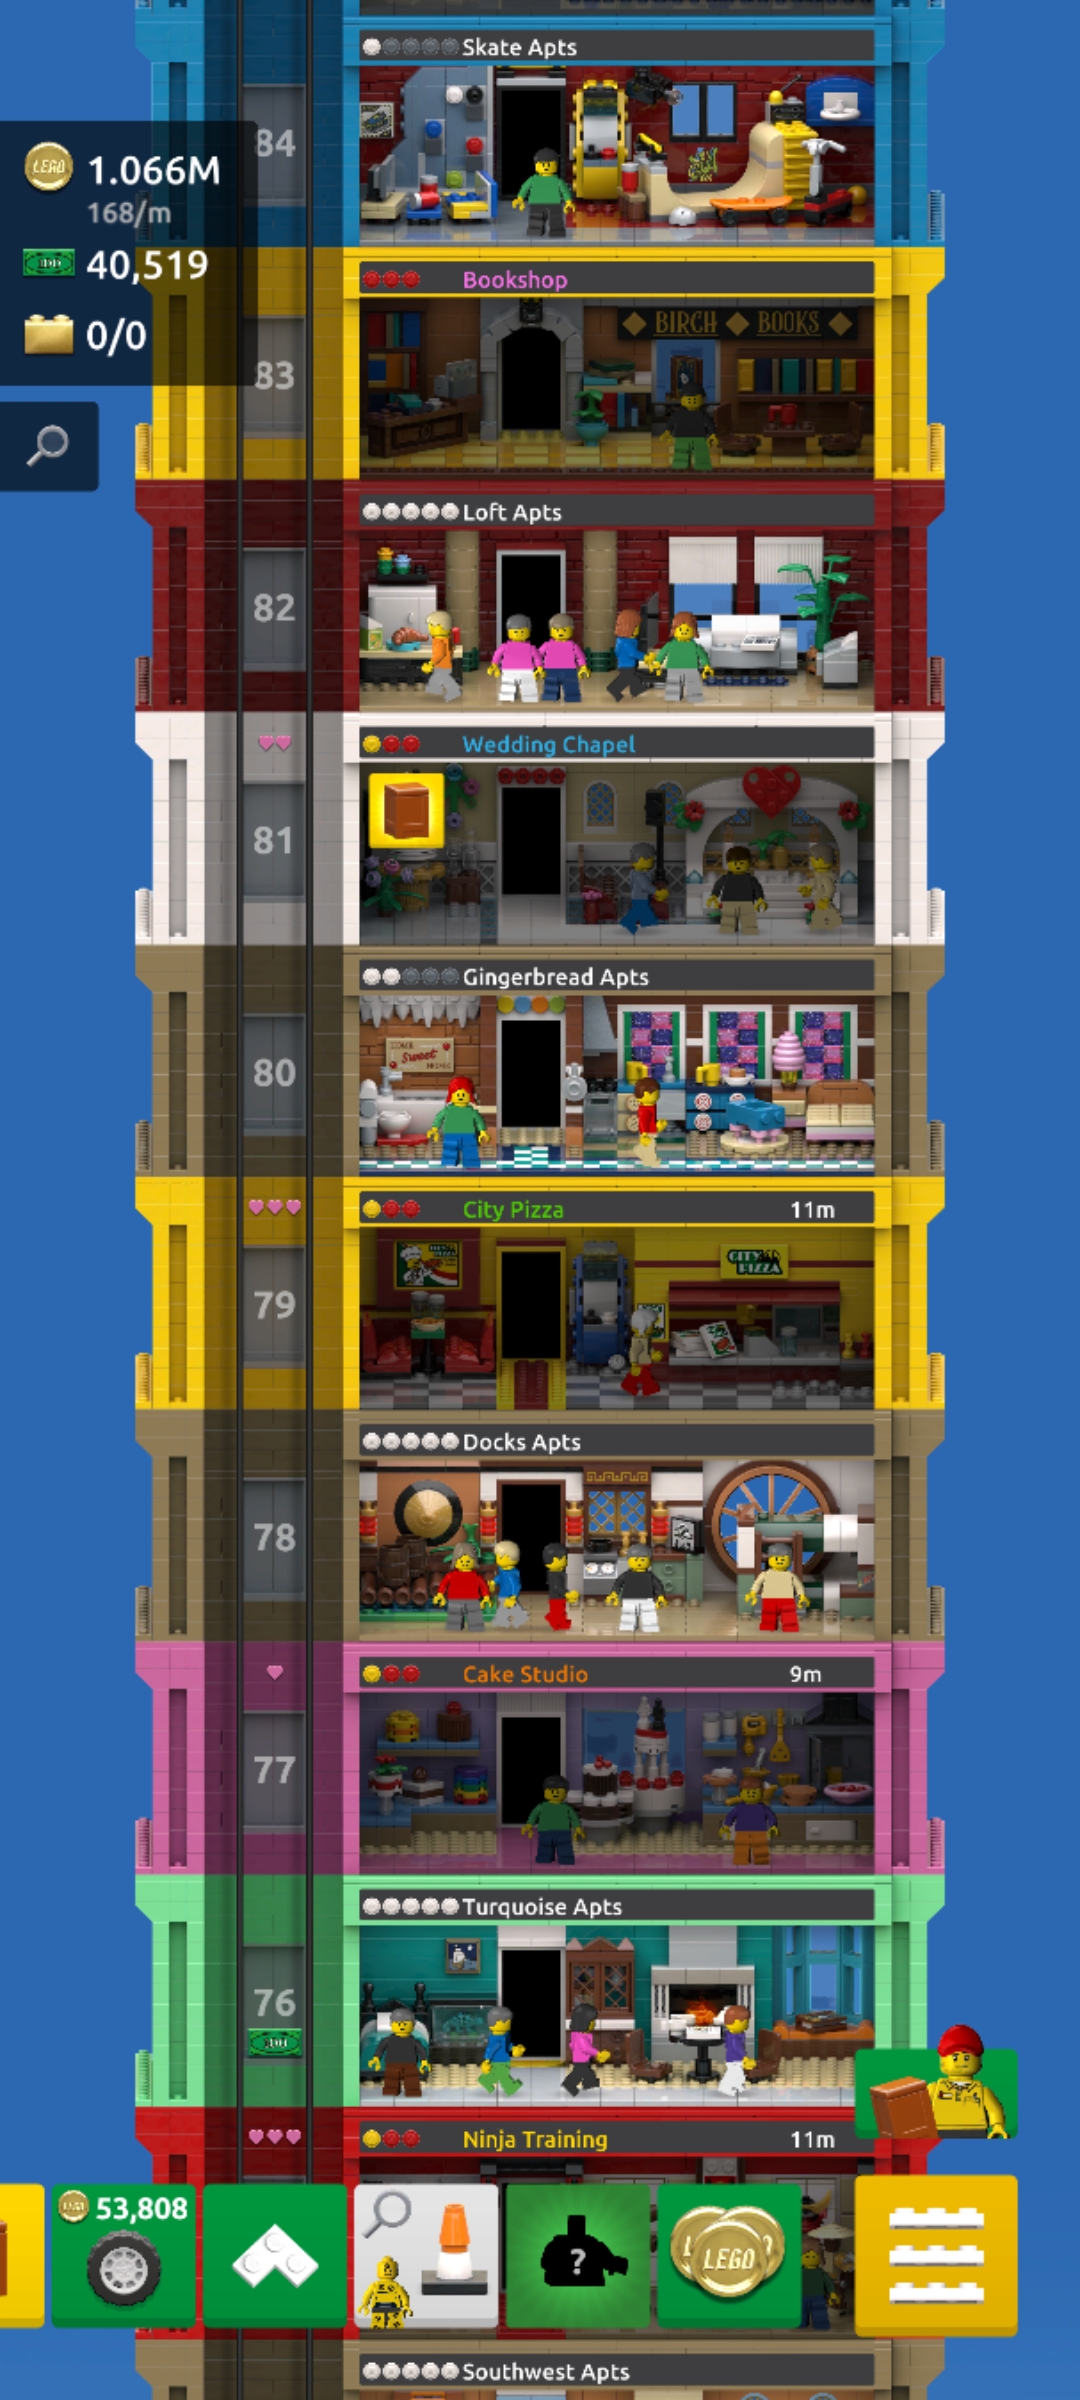 Skate Apts
84
LEGO 1.066M
168/m
40,519
0/0
Bookshop
BIRCH BOOKS
83
Loft Apts
82
Wedding Chapel
81
Gingerbread Apts
Sweet
80
City Pizza 11m
CITY PIZZA
79
Docks Apts
78
Cake Studio 9m
77
Turquoise Apts
76
Ninja Training 11m
53,808
?
LEGO
Southwest Apts